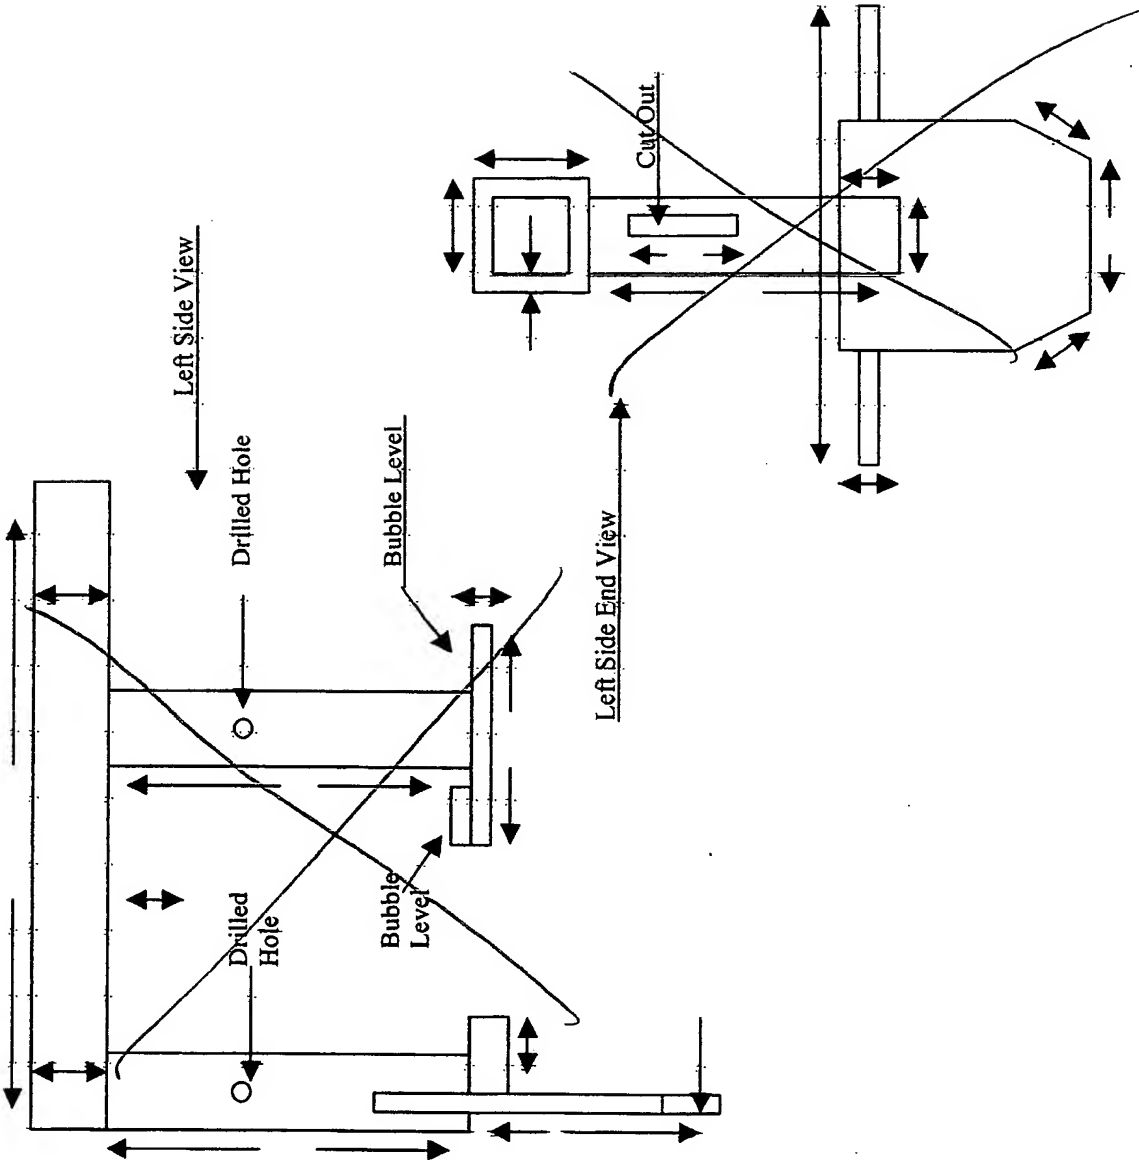 Left Side View
Drilled Hole
Bubble Level
Drilled
Hole
Bubble
Level
Left Side End View
Cut Out